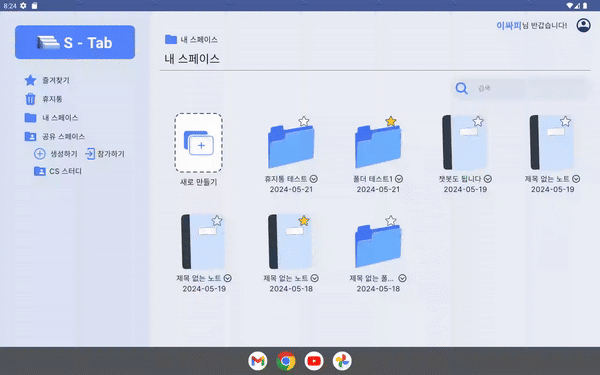 8:24
S - Tab
즐겨찾기
휴지통
내 스페이스
공유 스페이스
생성하기
참가하기
CS 스터디
이싸피님 반갑습니다!
내 스페이스
내 스페이스
검색
새로 만들기
휴지통 테스트
2024-05-21
폴더 테스트1
2024-05-21
챗봇도 됩니다
2024-05-19
제목 없는 노트
2024-05-19
제목 없는 노트
2024-05-19
제목 없는 노트
2024-05-18
제목 없는 폴...
2024-05-18